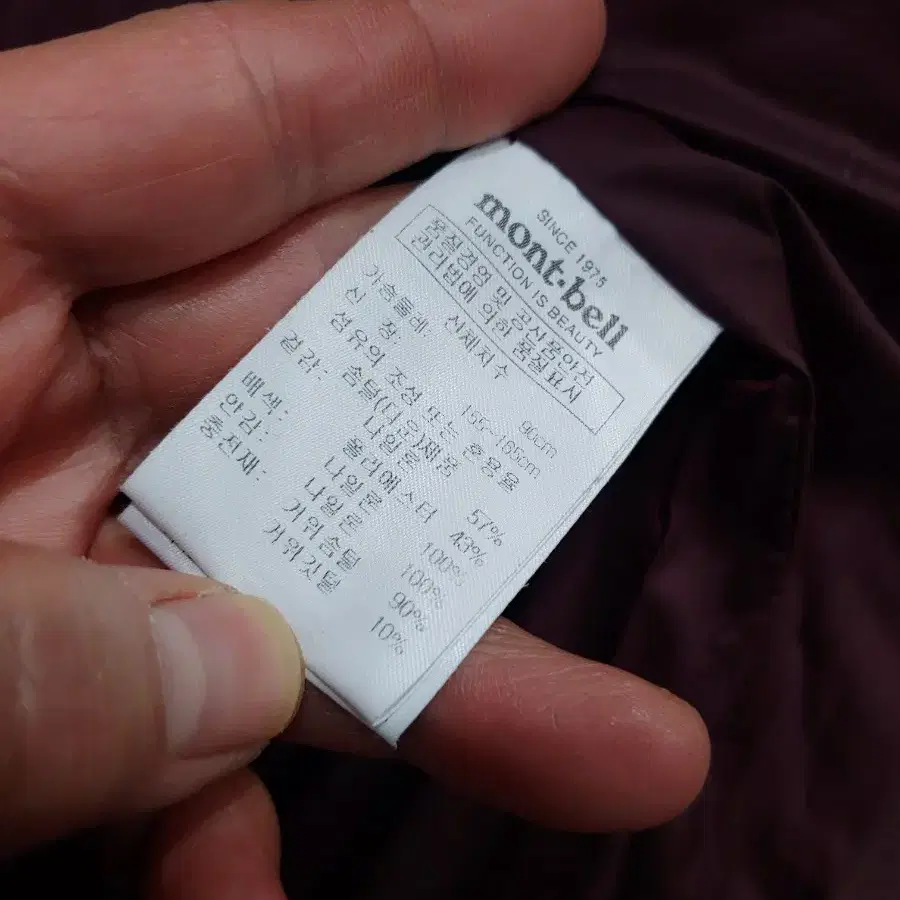 SINCE 1975
mont-bell
FUNCTION IS BEAUTY
품질경영 및 공산품안전
관리법에 의한 품질표시
신체치수
가슴둘레: 90cm
신 장: 155~165cm
섬유의 조성 또는 혼용율
솜털(다운)제품
겉감: 나일론 57%
폴리에스터 43%
배색: 나일론 100%
안감: 나일론 100%
충전재: 거위솜털 90%
거위깃털 10%